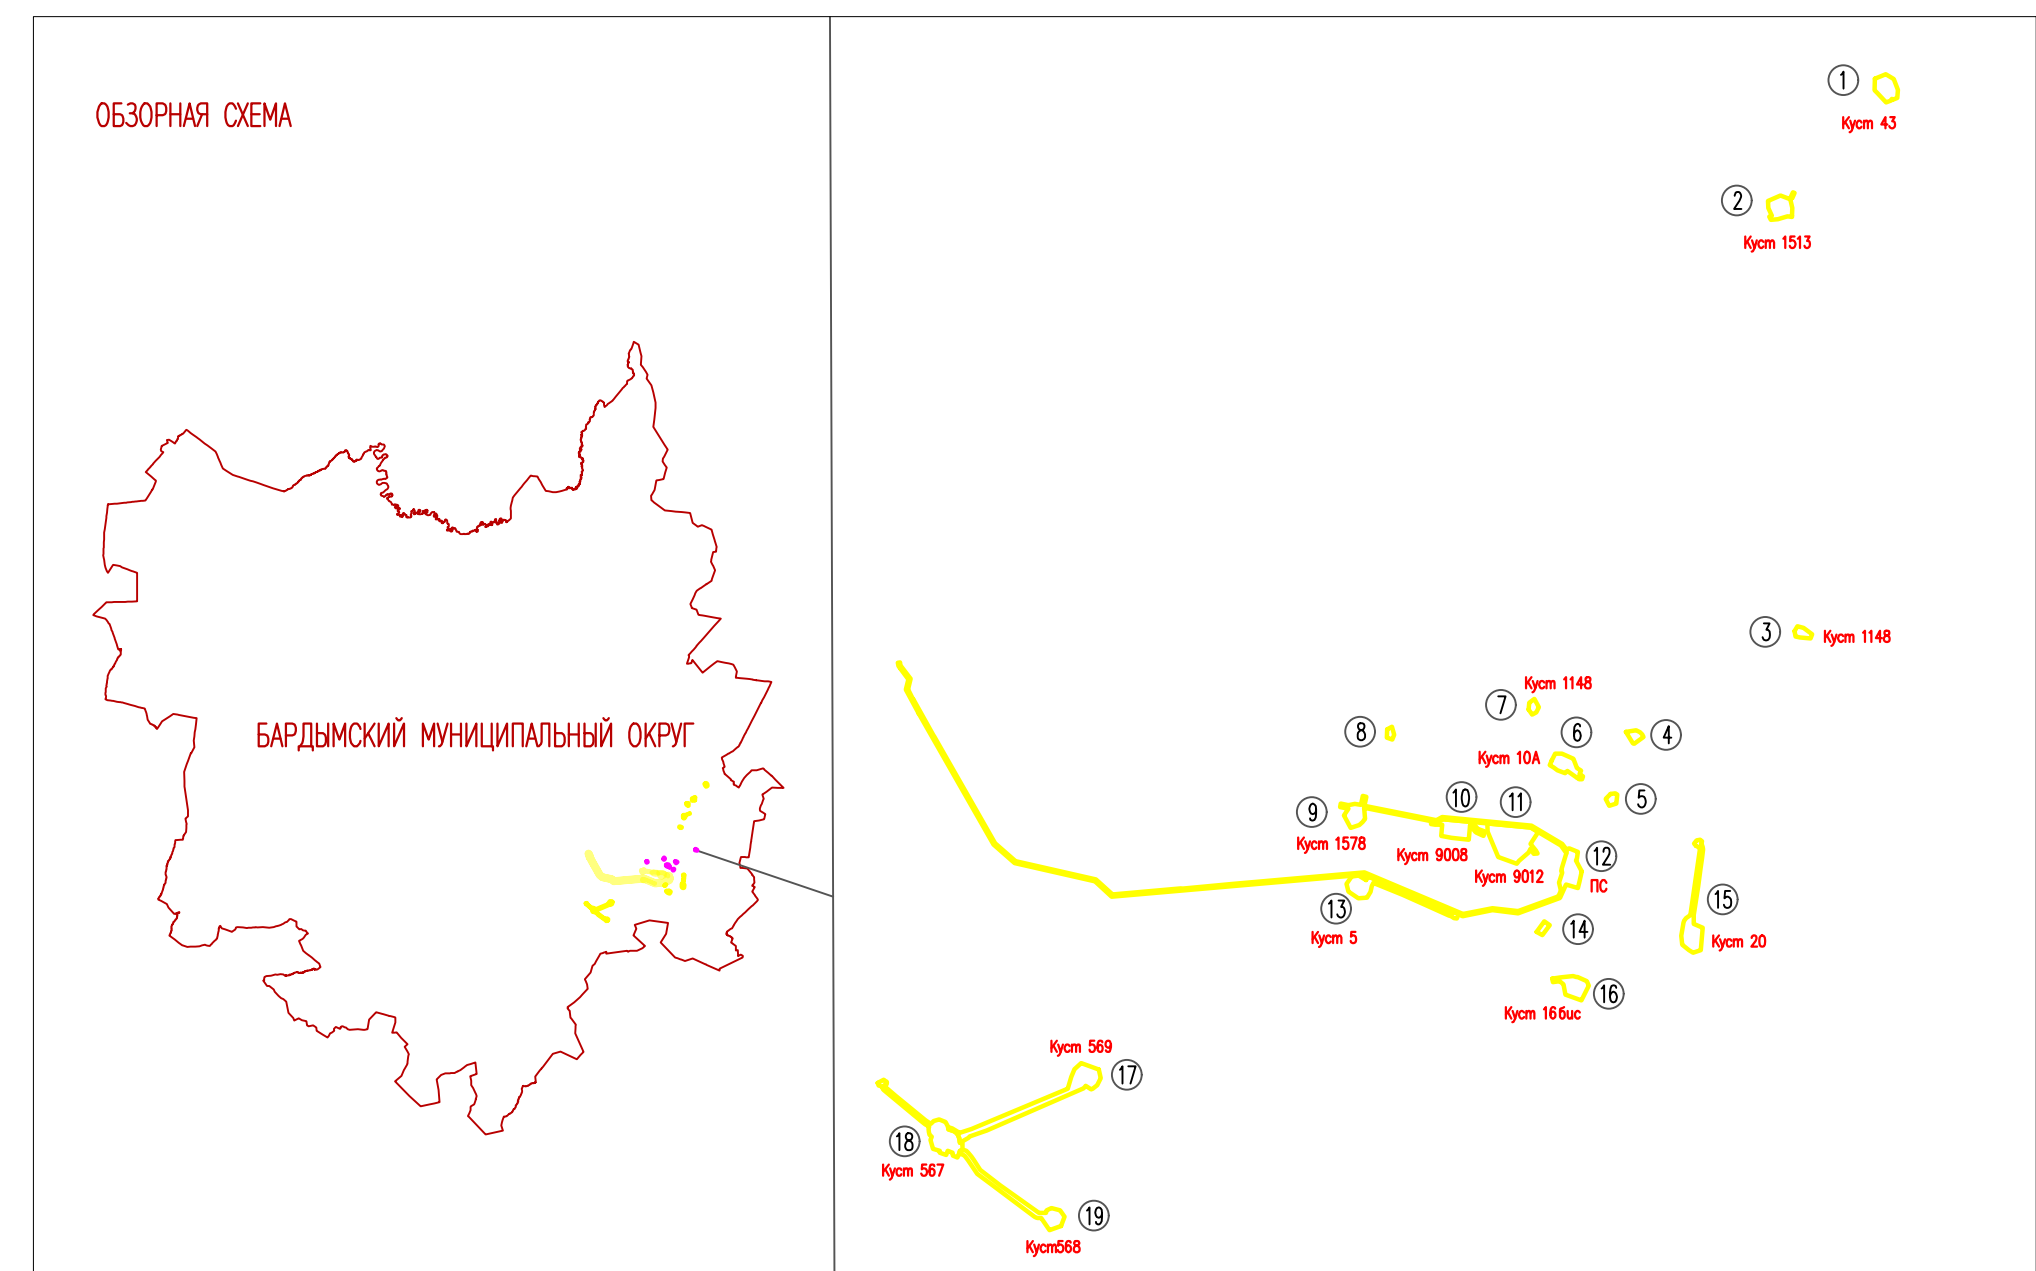 ОБЗОРНАЯ СХЕМА
БАРДЫМСКИЙ МУНИЦИПАЛЬНЫЙ ОКРУГ
1
Куст 43
2
Куст 1513
3
Куст 1148
Куст 1148
7
8
6
4
Куст 10А
5
9
10
11
Куст 1578
Куст 9008
12
Куст 9012
ПС
13
15
14
Куст 5
Куст 20
16
Куст 16бис
Куст 569
17
18
Куст 567
19
Куст568